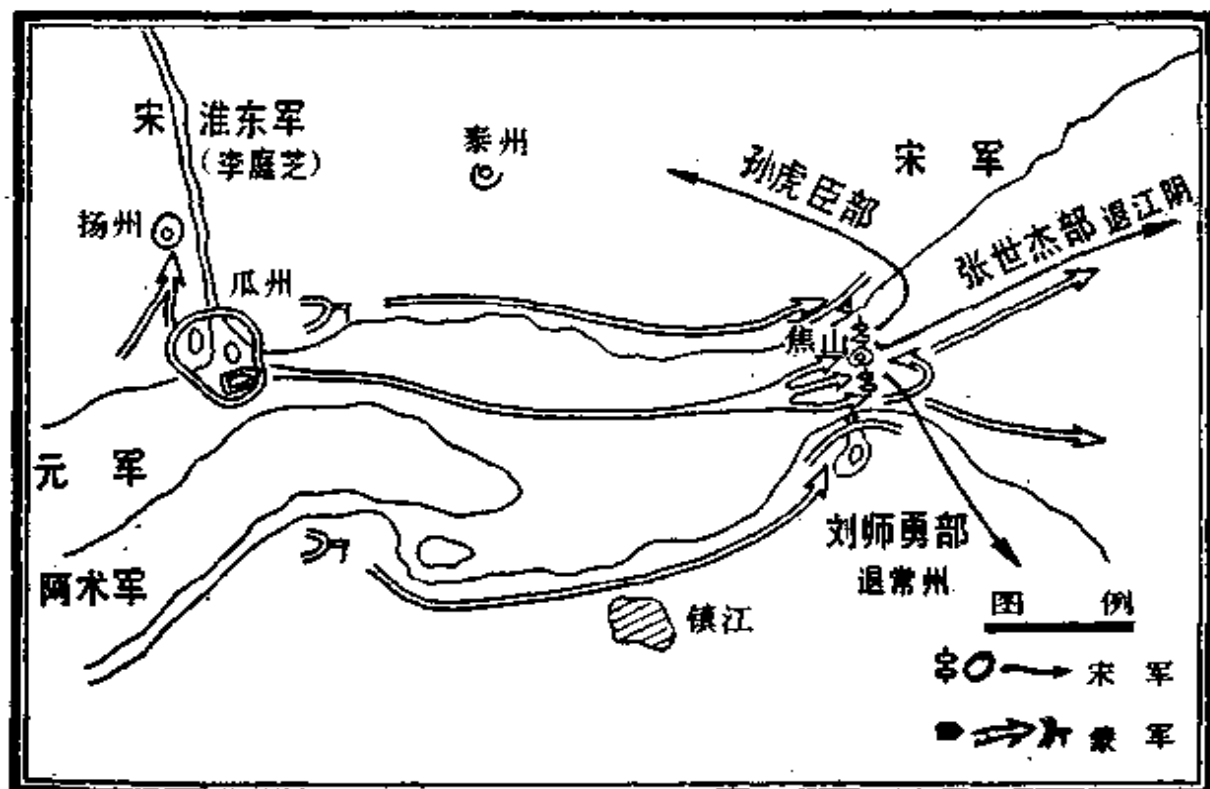 宋 淮东军
(李庭芝)
泰州
孙虎臣部
宋军
扬州
张世杰部 退江阴
瓜州
焦山
元军
阿术军
刘师勇部
退常州
镇江
图例
宋军
蒙军